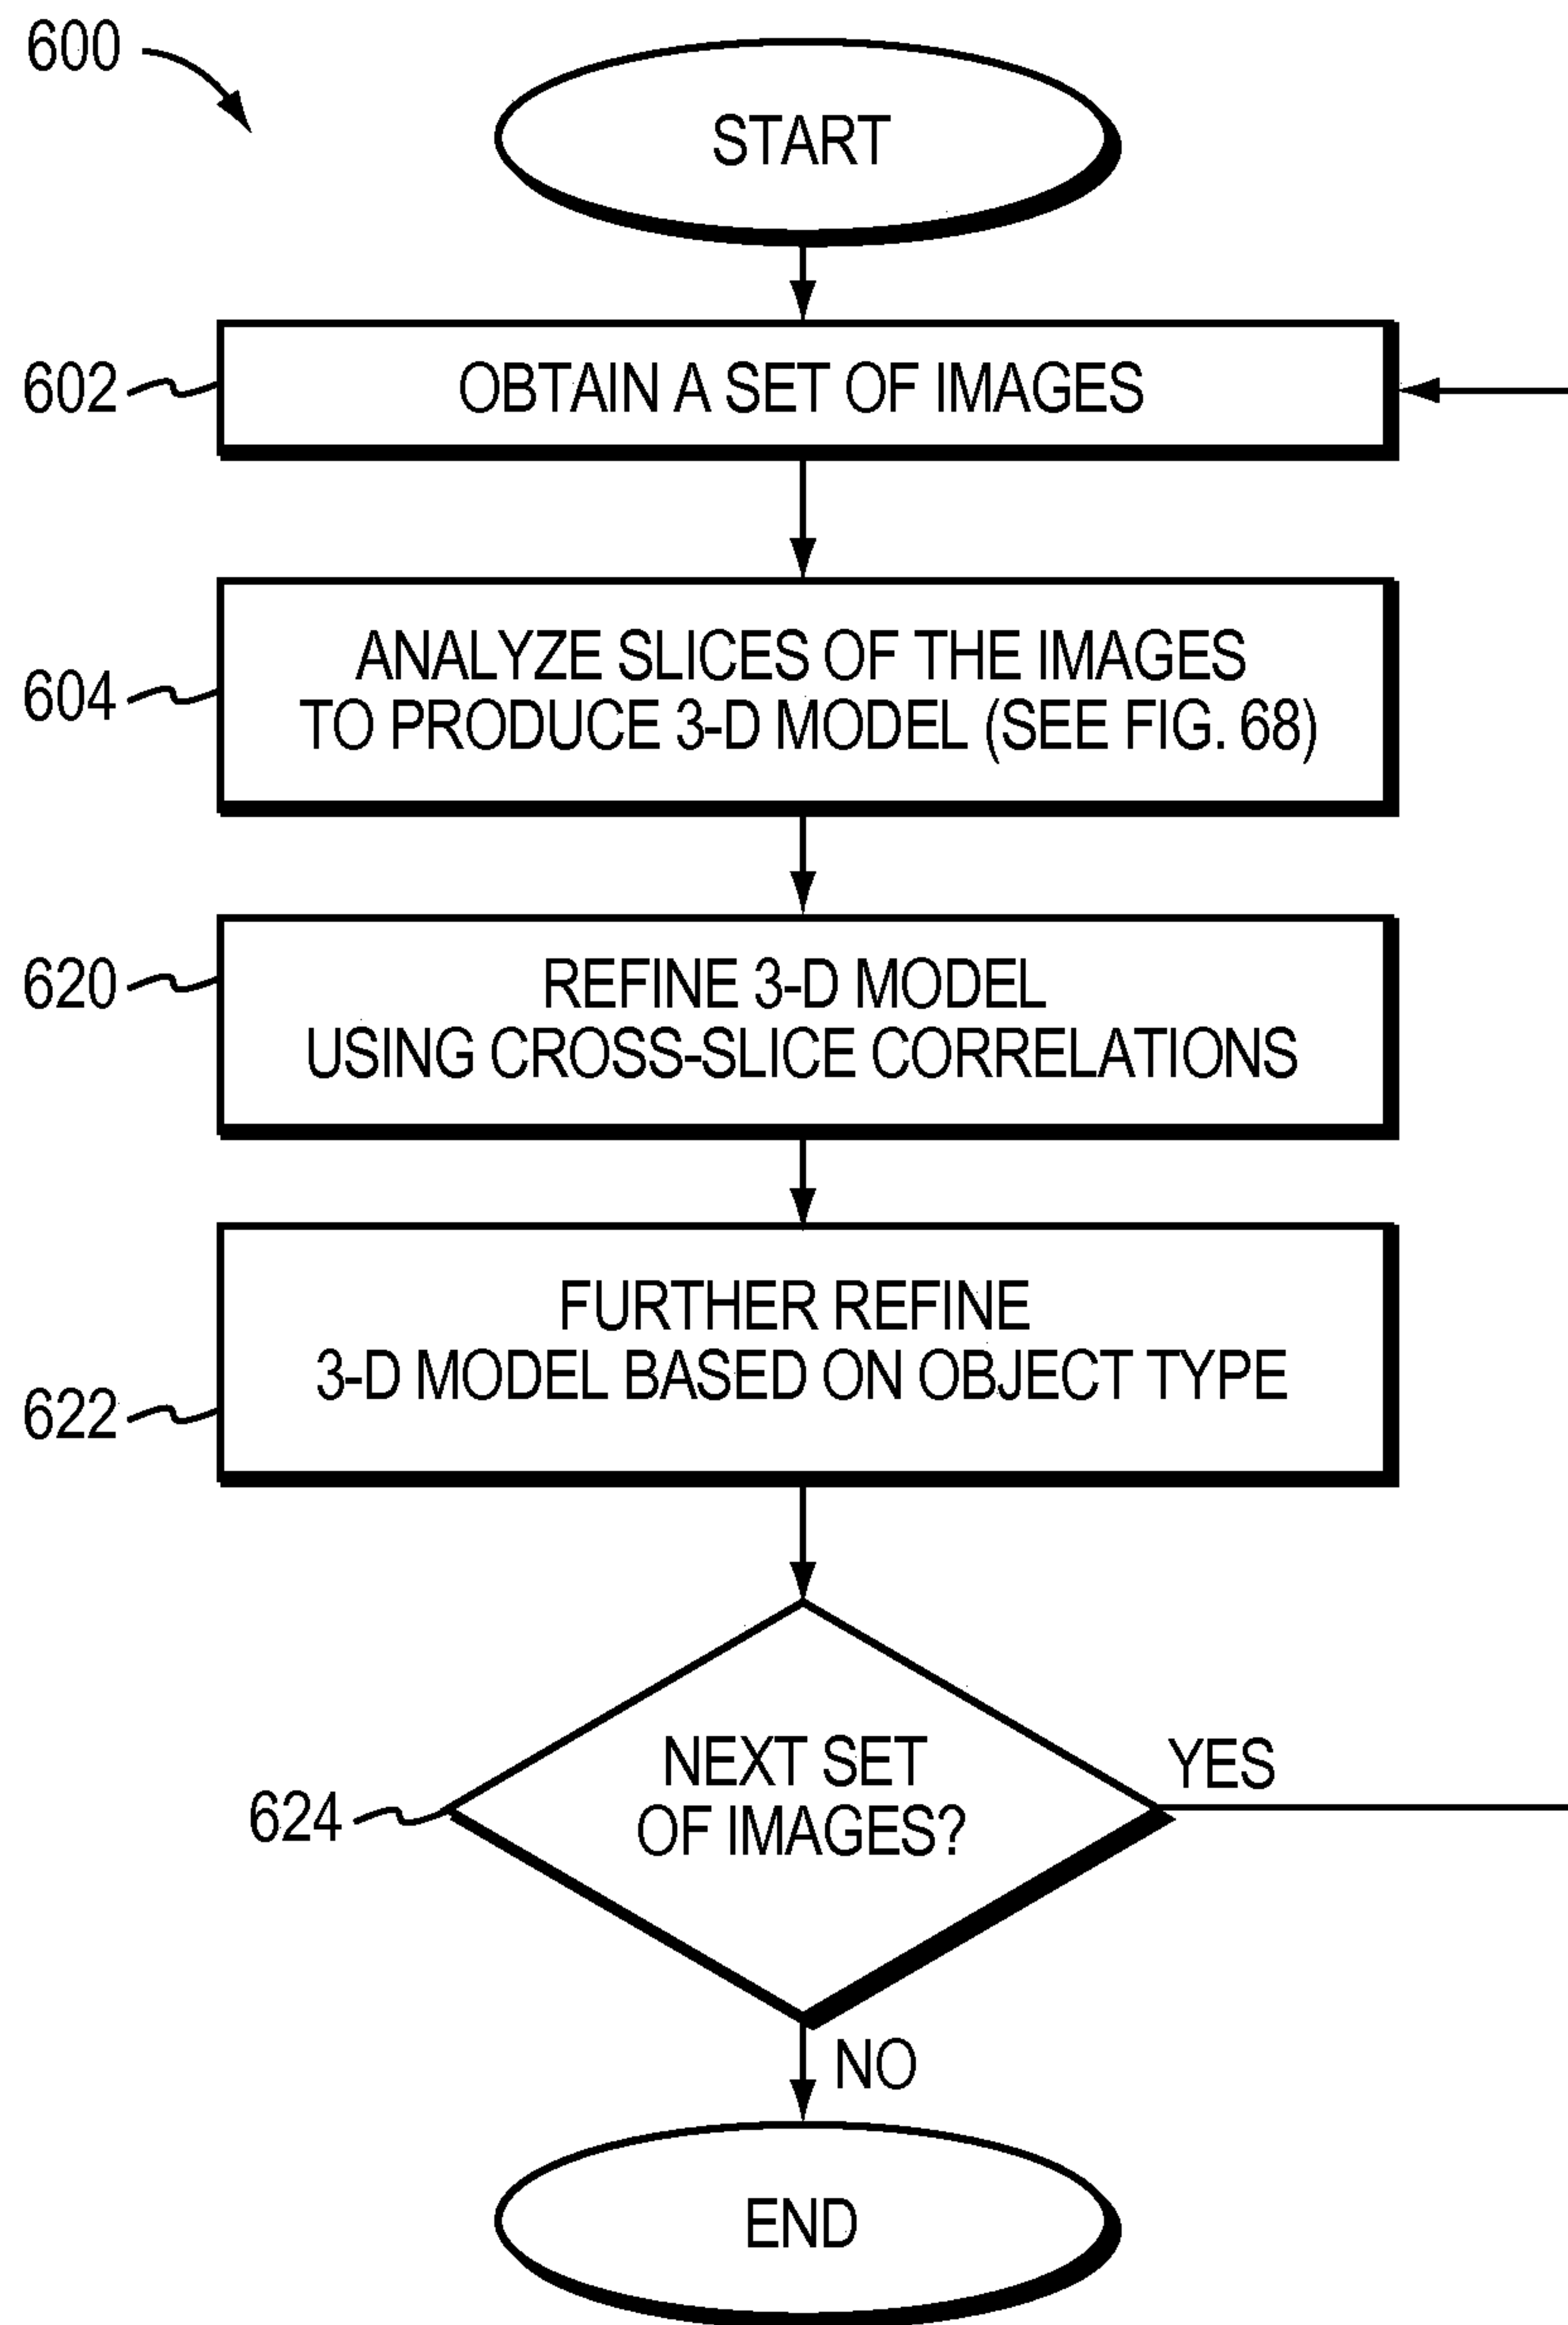 600
START
602
OBTAIN A SET OF IMAGES
604
ANALYZE SLICES OF THE IMAGES
TO PRODUCE 3-D MODEL (SEE FIG. 68)
620
REFINE 3-D MODEL
USING CROSS-SLICE CORRELATIONS
622
FURTHER REFINE
3-D MODEL BASED ON OBJECT TYPE
624
NEXT SET
OF IMAGES?
YES
NO
END